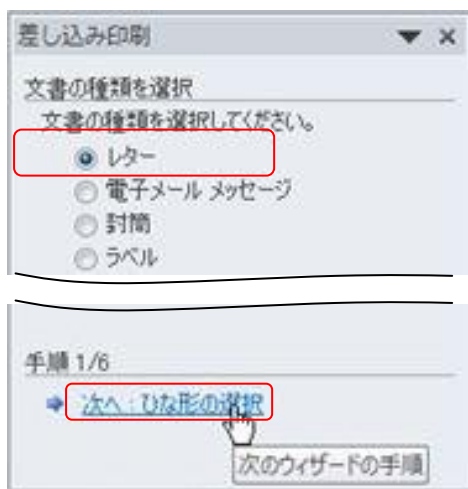 差し込み印刷
文書の種類を選択
文書の種類を選択してください。
レター
電子メール メッセージ
封筒
ラベル
手順 1/6
次へ : ひな形の選択
次のウィザードの手順